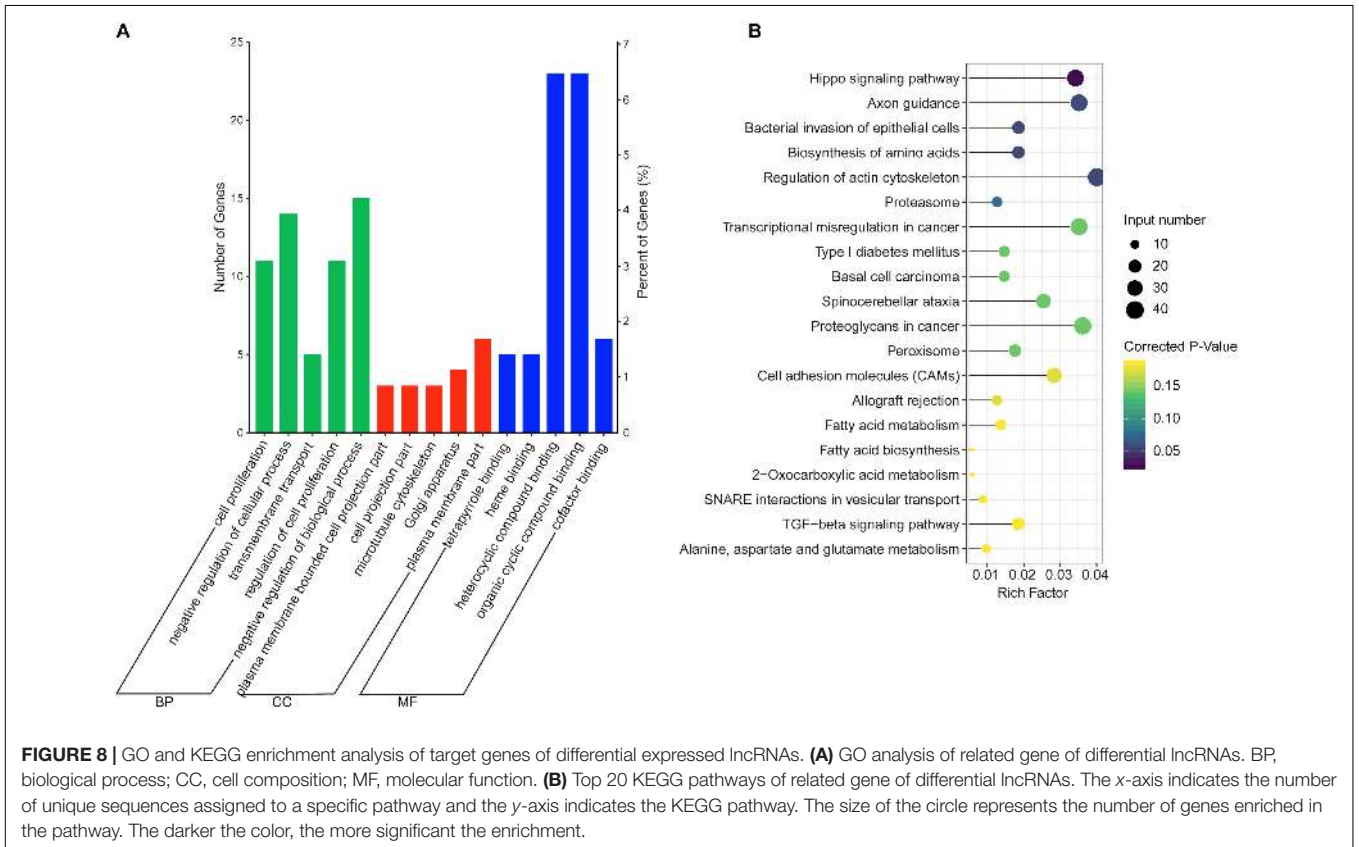 A
25
20
15
10
5
0
Number of Genes
7
6
5
4
3
2
1
0
Percent of Genes (%)
cell proliferation
negative regulation of cellular process
transmembrane transport
regulation of cell proliferation
negative regulation of biological process
plasma membrane bounded cell projection part
cell projection part
microtubule cytoskeleton
Golgi apparatus
plasma membrane part
tetrapyrrole binding
heme binding
heterocyclic compound binding
organic cyclic compound binding
cofactor binding
BP
CC
MF
B
Hippo signaling pathway
Axon guidance
Bacterial invasion of epithelial cells
Biosynthesis of amino acids
Regulation of actin cytoskeleton
Proteasome
Transcriptional misregulation in cancer
Type I diabetes mellitus
Basal cell carcinoma
Spinocerebellar ataxia
Proteoglycans in cancer
Peroxisome
Cell adhesion molecules (CAMs)
Allograft rejection
Fatty acid metabolism
Fatty acid biosynthesis
2−Oxocarboxylic acid metabolism
SNARE interactions in vesicular transport
TGF−beta signaling pathway
Alanine, aspartate and glutamate metabolism
0.01 0.02 0.03 0.04
Rich Factor
Input number
10
20
30
40
Corrected P-Value
0.15
0.10
0.05
FIGURE 8 | GO and KEGG enrichment analysis of target genes of differential expressed lncRNAs. (A) GO analysis of related gene of differential lncRNAs. BP,
biological process; CC, cell composition; MF, molecular function. (B) Top 20 KEGG pathways of related gene of differential lncRNAs. The x-axis indicates the number
of unique sequences assigned to a specific pathway and the y-axis indicates the KEGG pathway. The size of the circle represents the number of genes enriched in
the pathway. The darker the color, the more significant the enrichment.